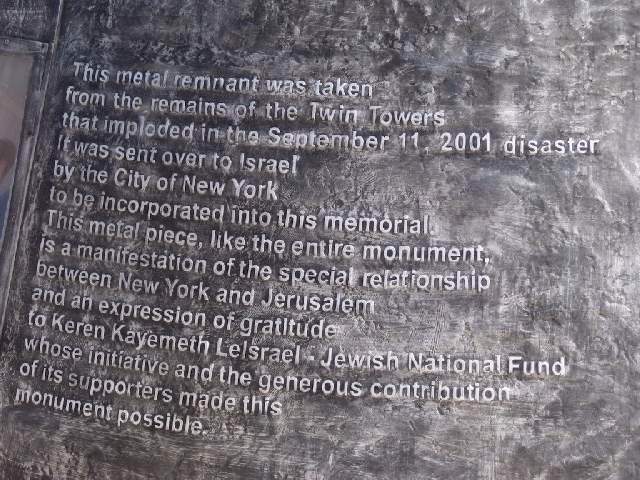 This metal remnant was taken
from the remains of the Twin Towers
that imploded in the September 11, 2001 disaster
It was sent over to Israel
by the City of New York
to be incorporated into this memorial.
This metal piece, like the entire monument,
is a manifestation of the special relationship
between New York and Jerusalem
and an expression of gratitude
to Keren Kayemeth LeIsrael - Jewish National Fund
whose initiative and the generous contribution
of its supporters made this
monument possible.